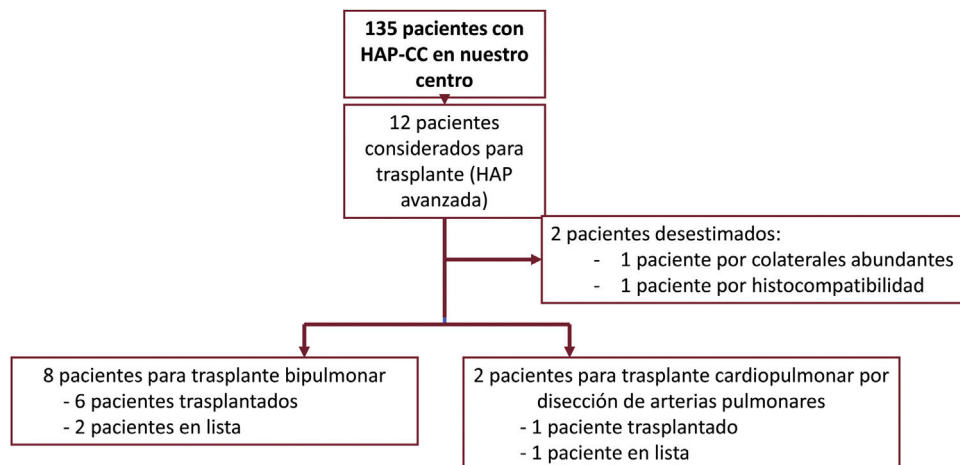 135 pacientes con
HAP-CC en nuestro
centro
12 pacientes
considerados para
trasplante (HAP
avanzada)
2 pacientes desestimados:
- 1 paciente por colaterales abundantes
- 1 paciente por histocompatibilidad
8 pacientes para trasplante bipulmonar
- 6 pacientes trasplantados
- 2 pacientes en lista
2 pacientes para trasplante cardiopulmonar por
disección de arterias pulmonares
- 1 paciente trasplantado
- 1 paciente en lista